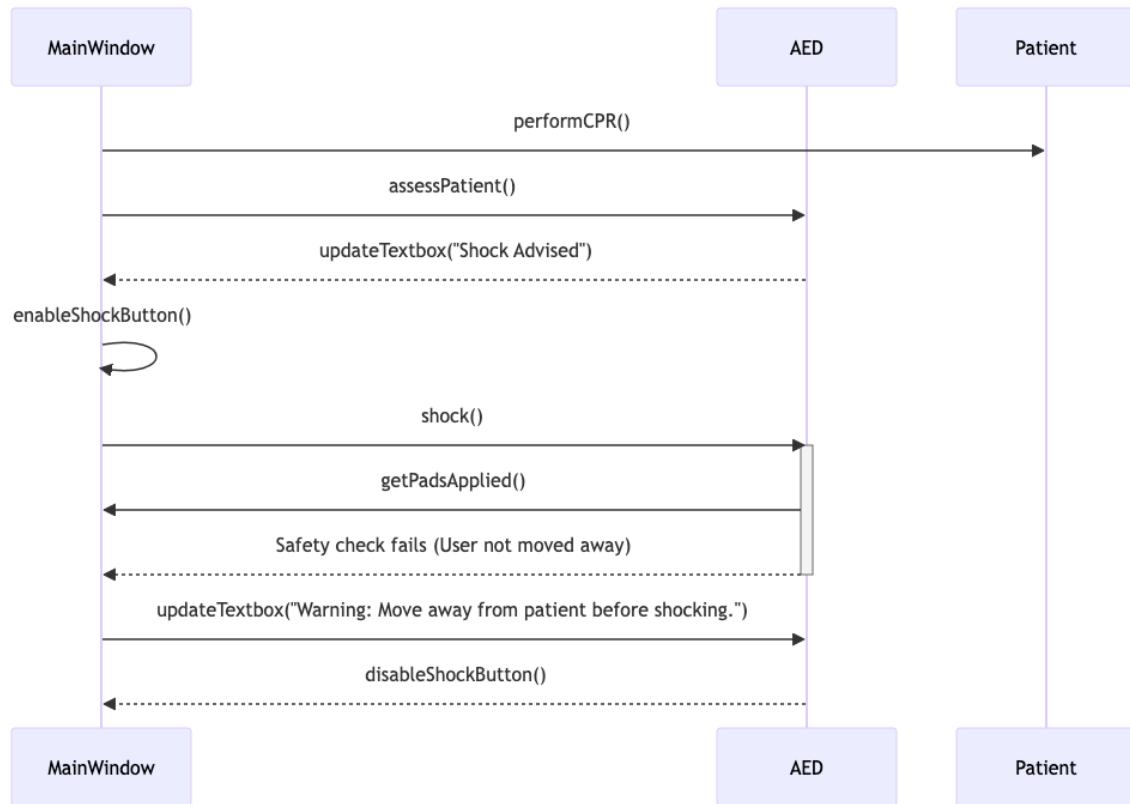 MainWindow
AED
Patient
performCPR()
assessPatient()
updateTextbox("Shock Advised")
enableShockButton()
shock()
getPadsApplied()
Safety check fails (User not moved away)
updateTextbox("Warning: Move away from patient before shocking.")
disableShockButton()
MainWindow
AED
Patient